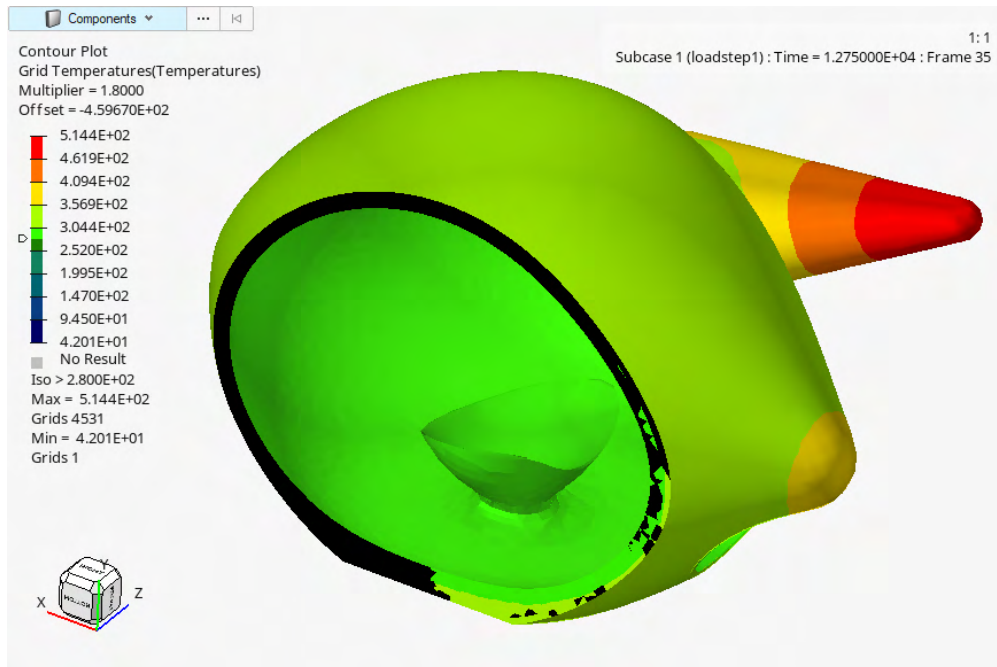 Components
1: 1
Subcase 1 (loadstep1) : Time = 1.275000E+04 : Frame 35
Contour Plot
Grid Temperatures(Temperatures)
Multiplier = 1.8000
Offset = -4.59670E+02
5.144E+02
4.619E+02
4.094E+02
3.569E+02
3.044E+02
2.520E+02
1.995E+02
1.470E+02
9.450E+01
4.201E+01
No Result
Iso > 2.800E+02
Max = 5.144E+02
Grids 4531
Min = 4.201E+01
Grids 1
X
Z